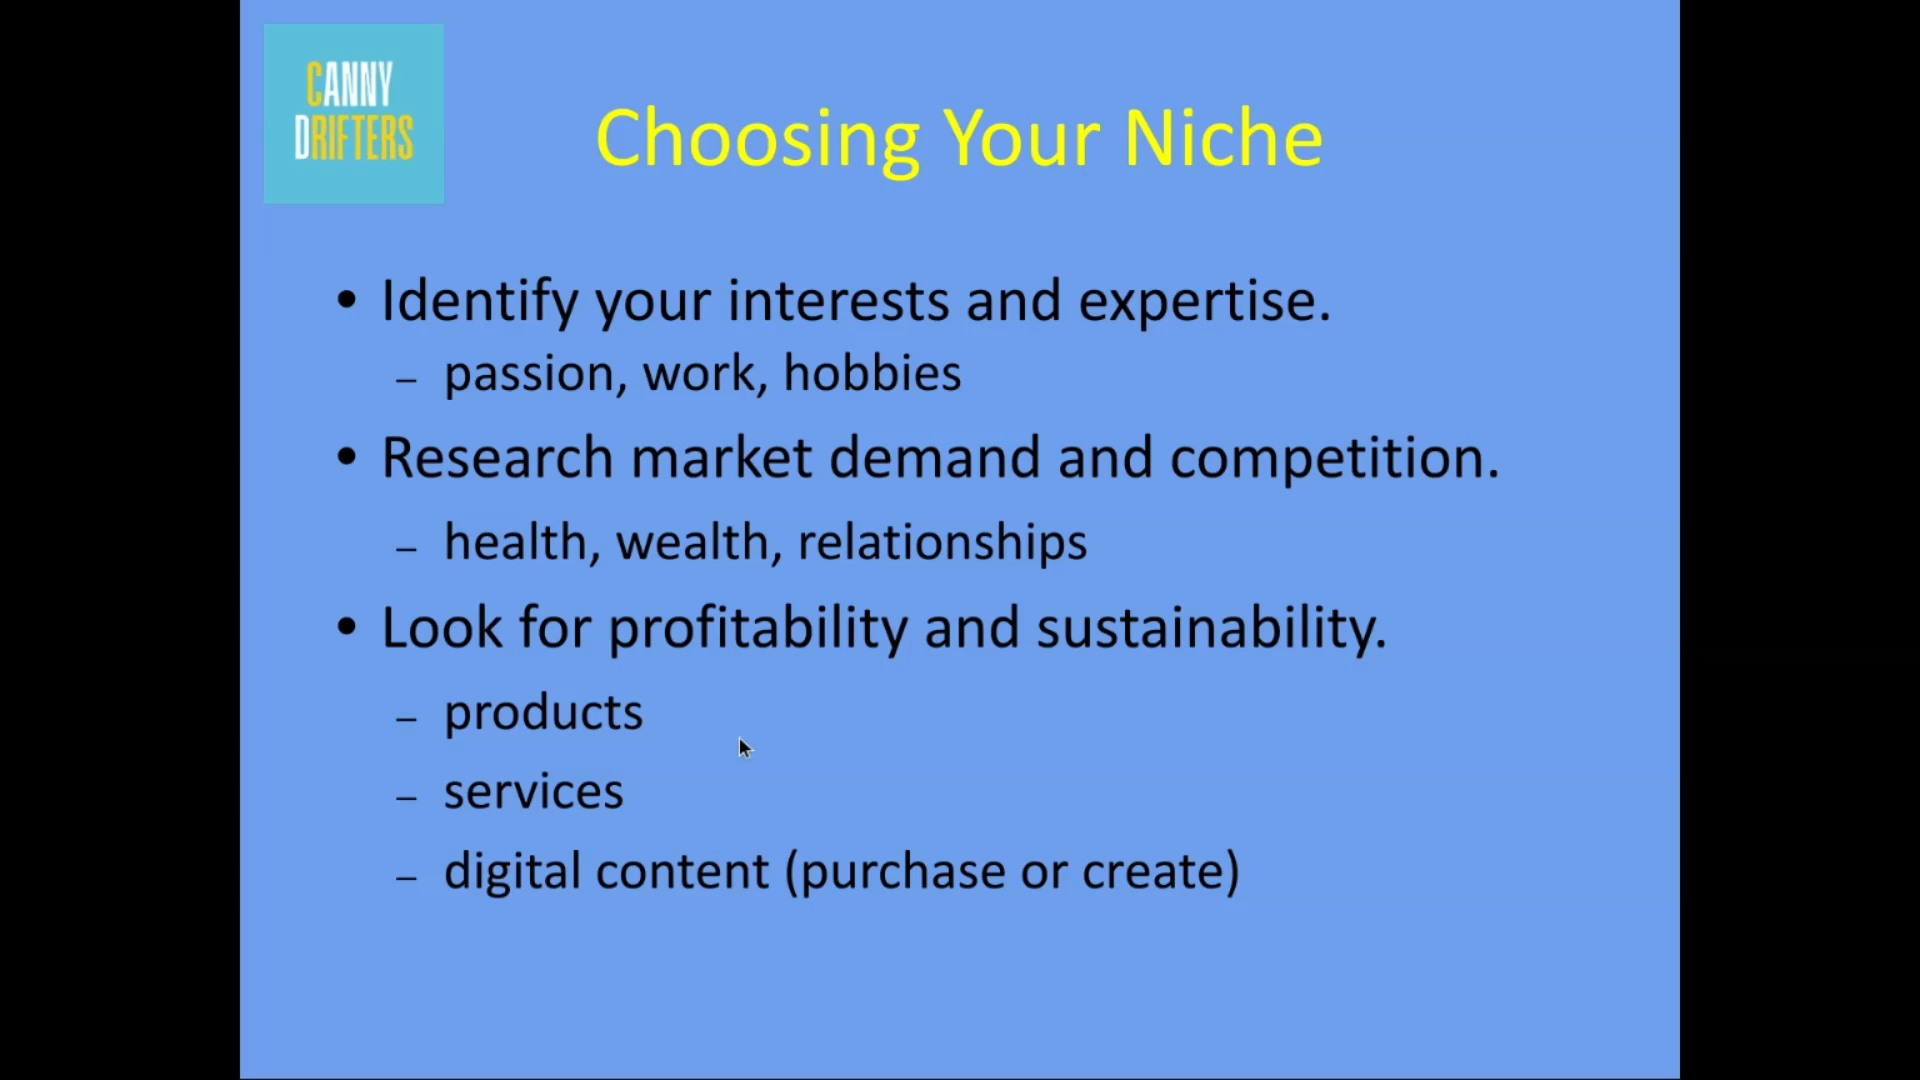 CANNY
DRIFTERS
Choosing Your Niche
• Identify your interests and expertise.
– passion, work, hobbies
• Research market demand and competition.
– health, wealth, relationships
• Look for profitability and sustainability.
– products
– services
– digital content (purchase or create)